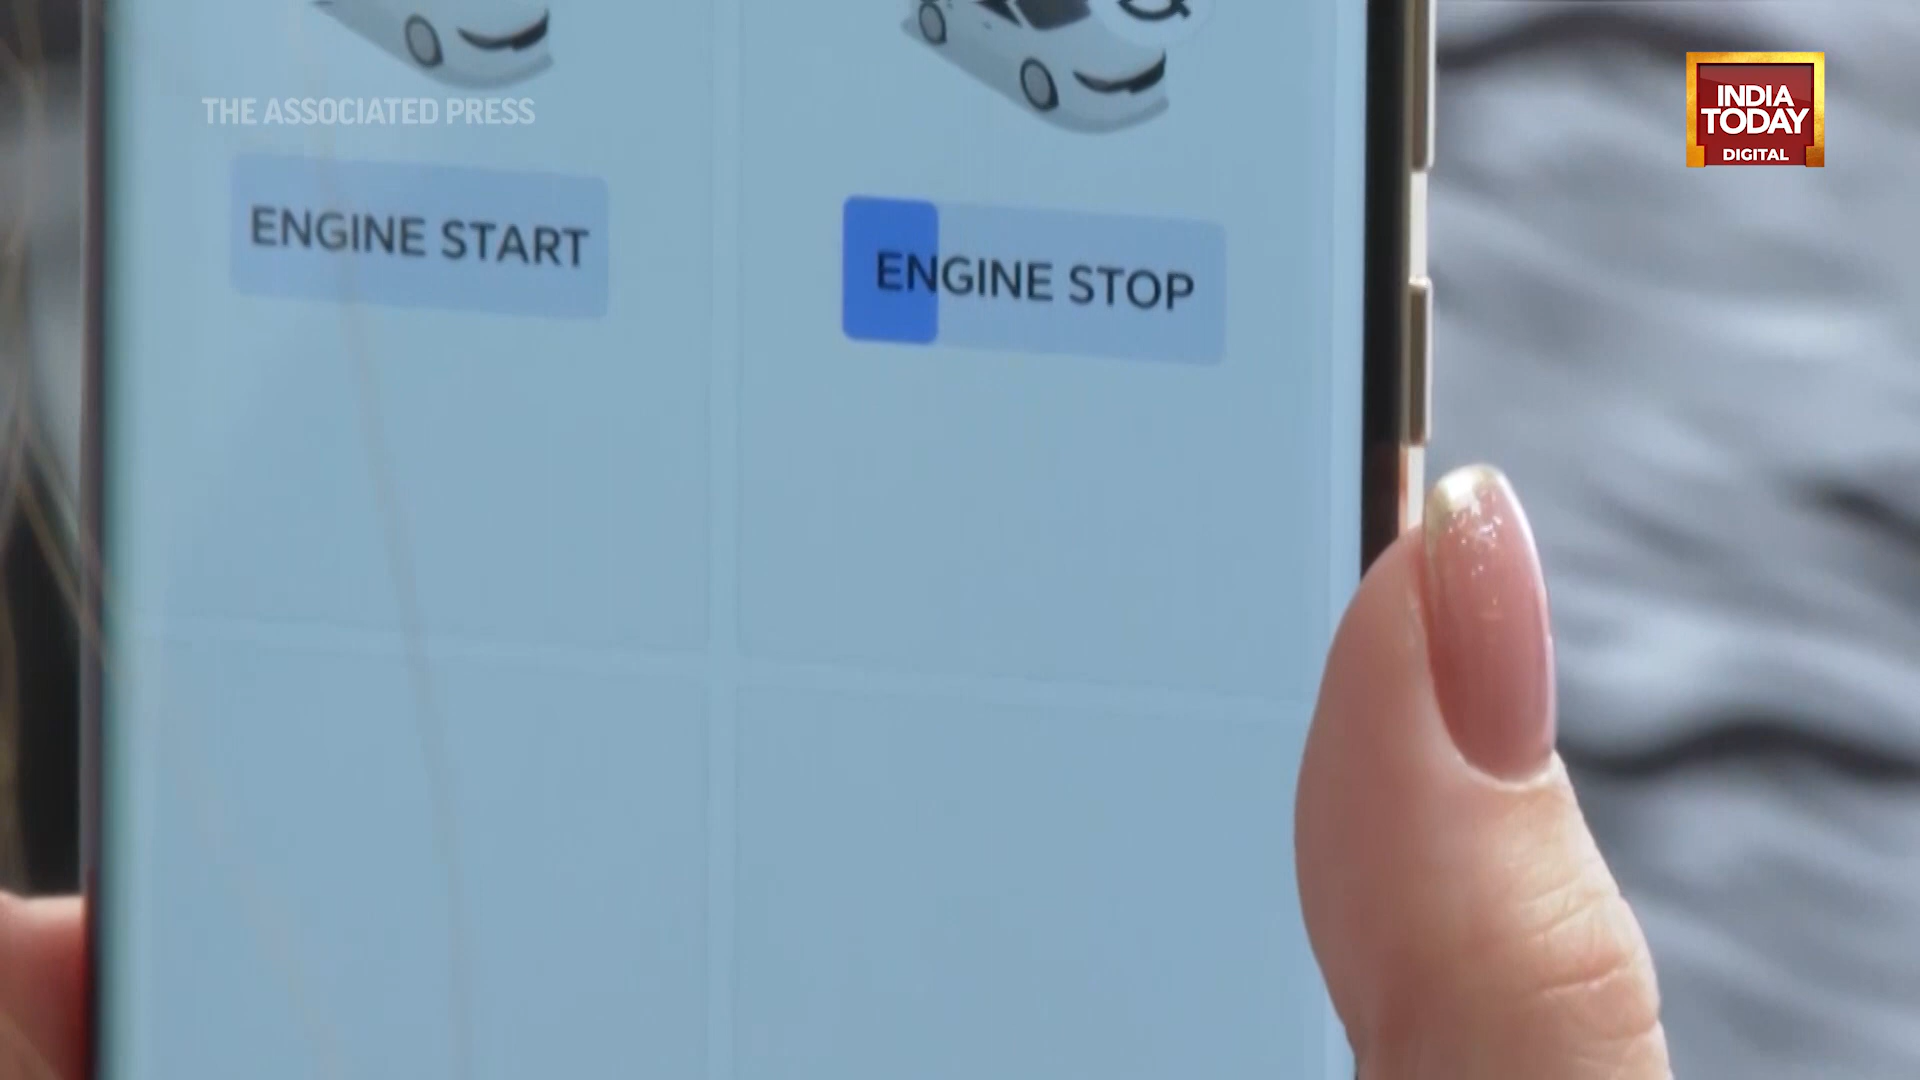 THE ASSOCIATED PRESS
INDIA
TODAY
DIGITAL
ENGINE START
ENGINE STOP